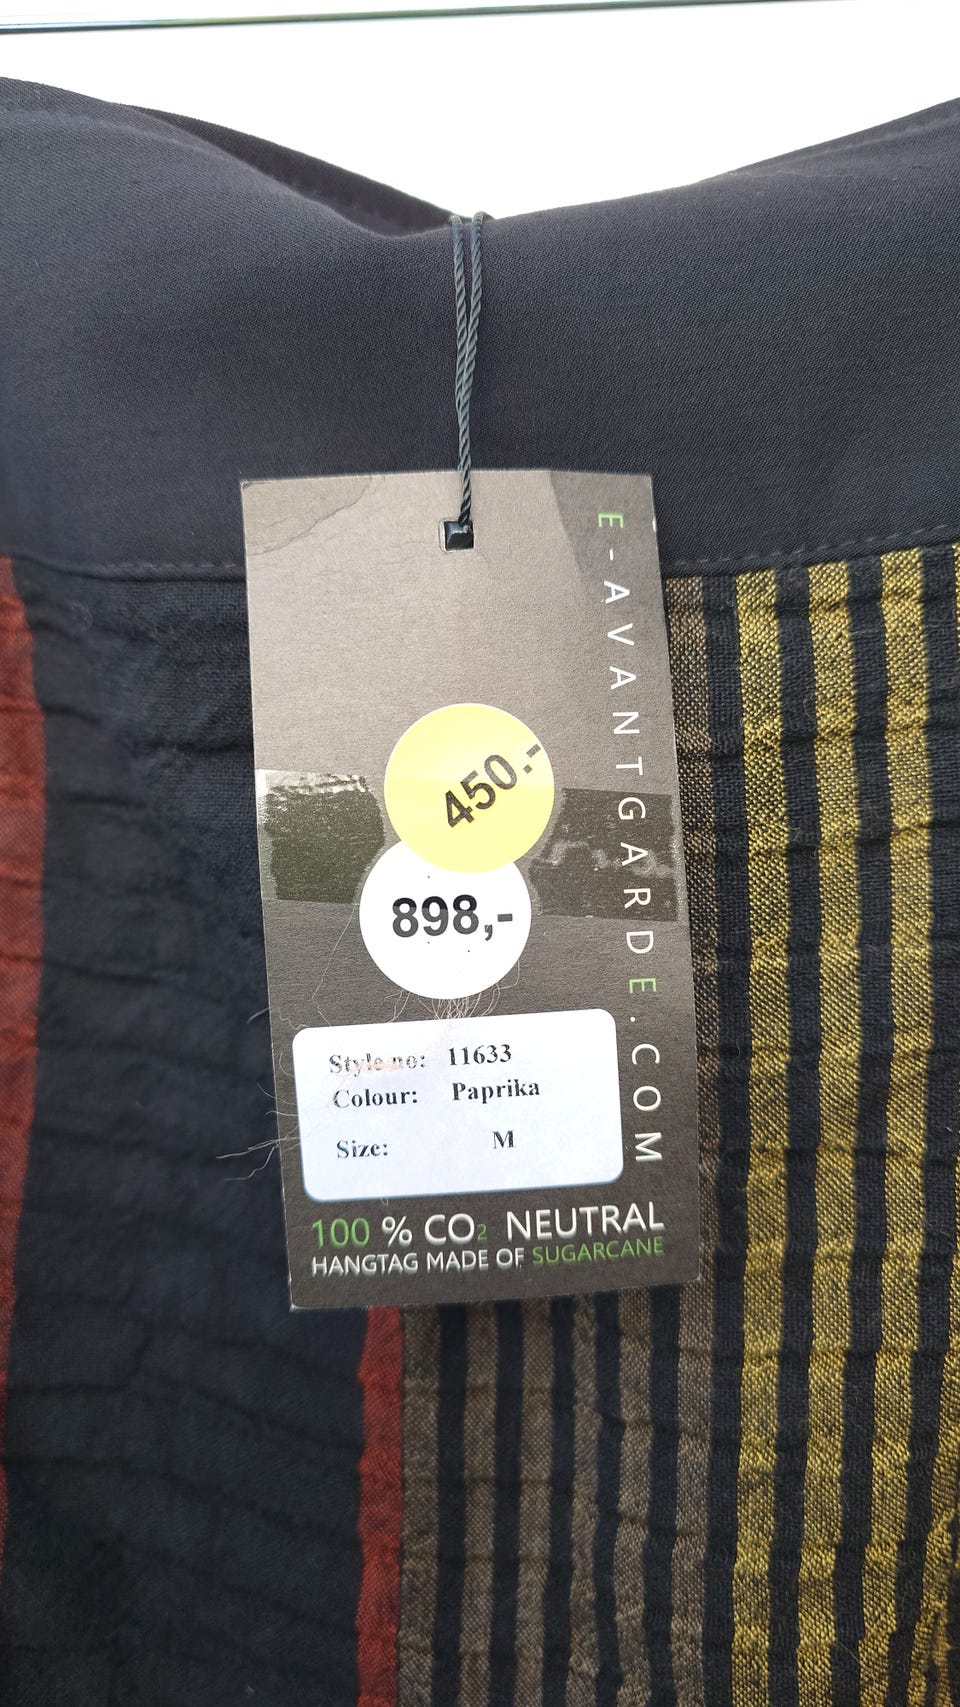 E-AVANTGARDE.COM
450.-
898,-
Style no: 11633
Colour: Paprika
Size: M
100 % CO₂ NEUTRAL
HANGTAG MADE OF SUGARCANE